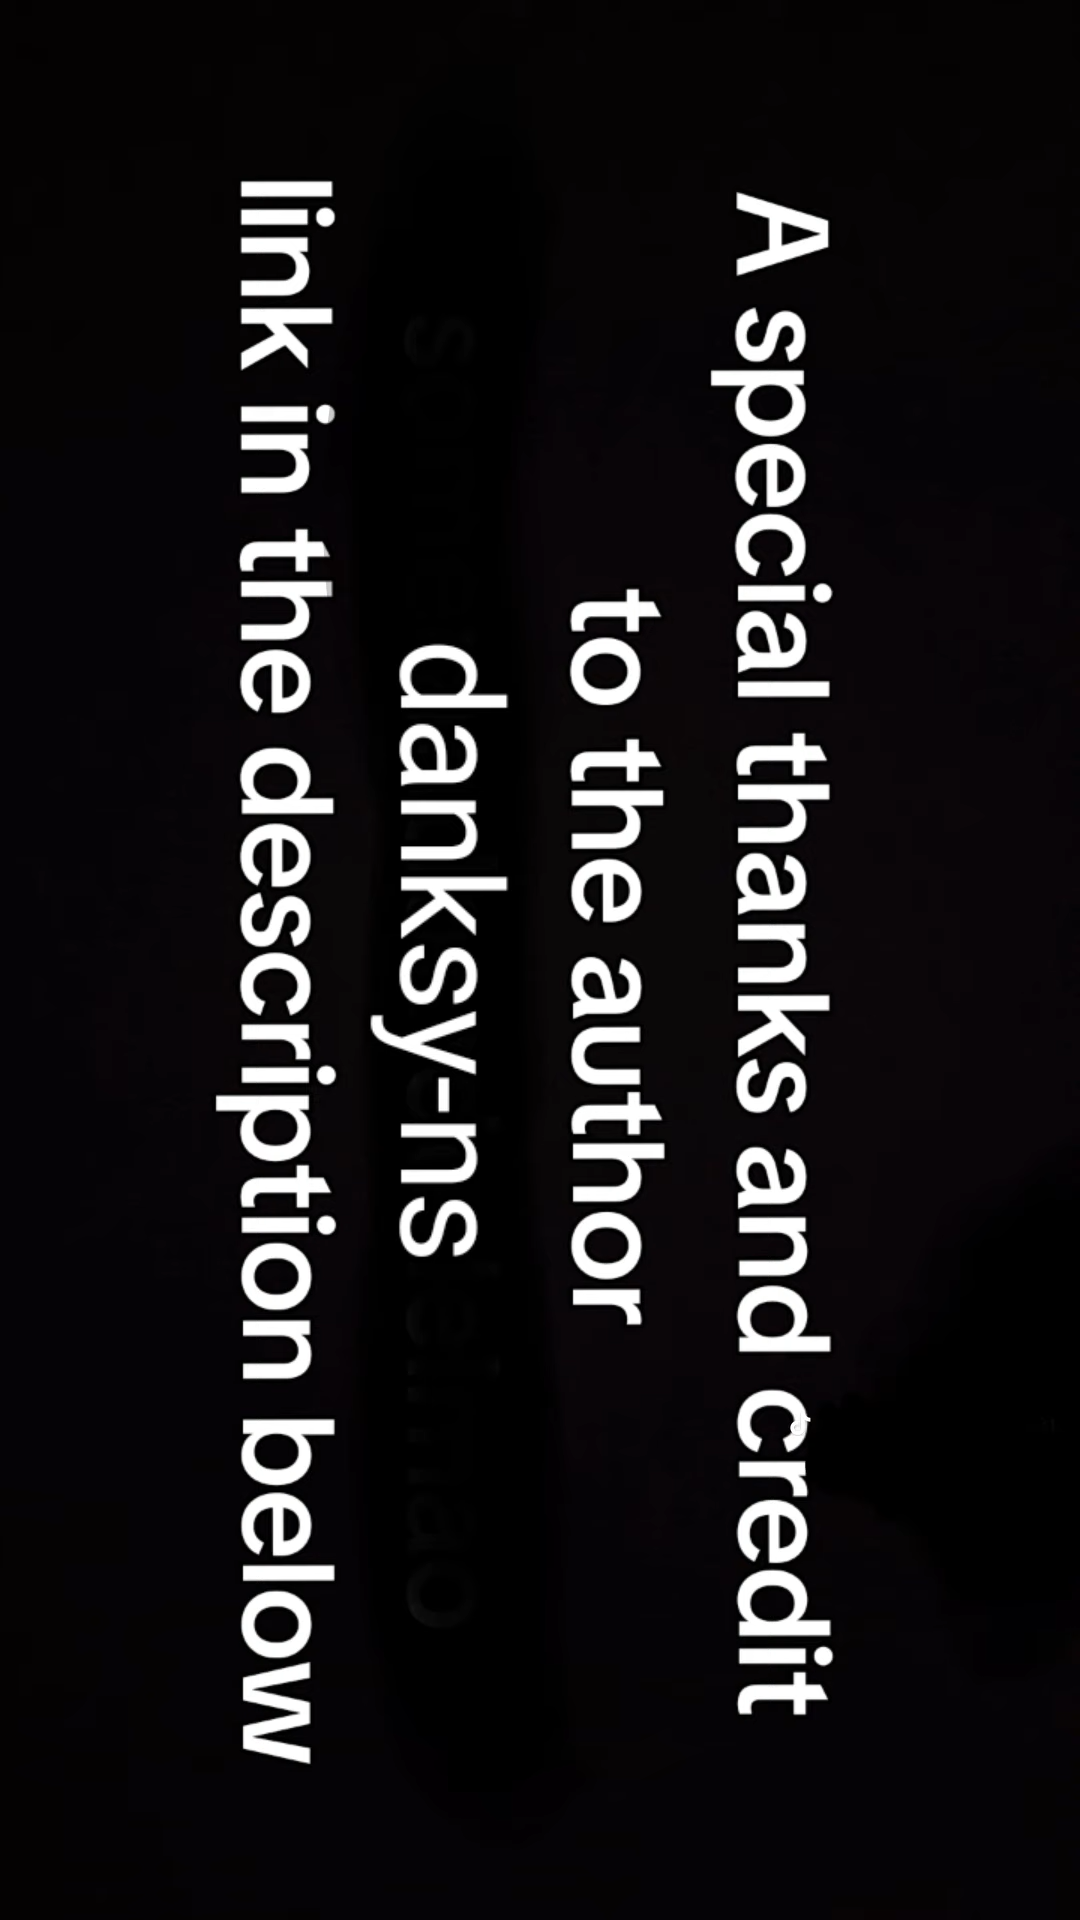 A special thanks and credit
to the author
danksy-ns
link in the description below